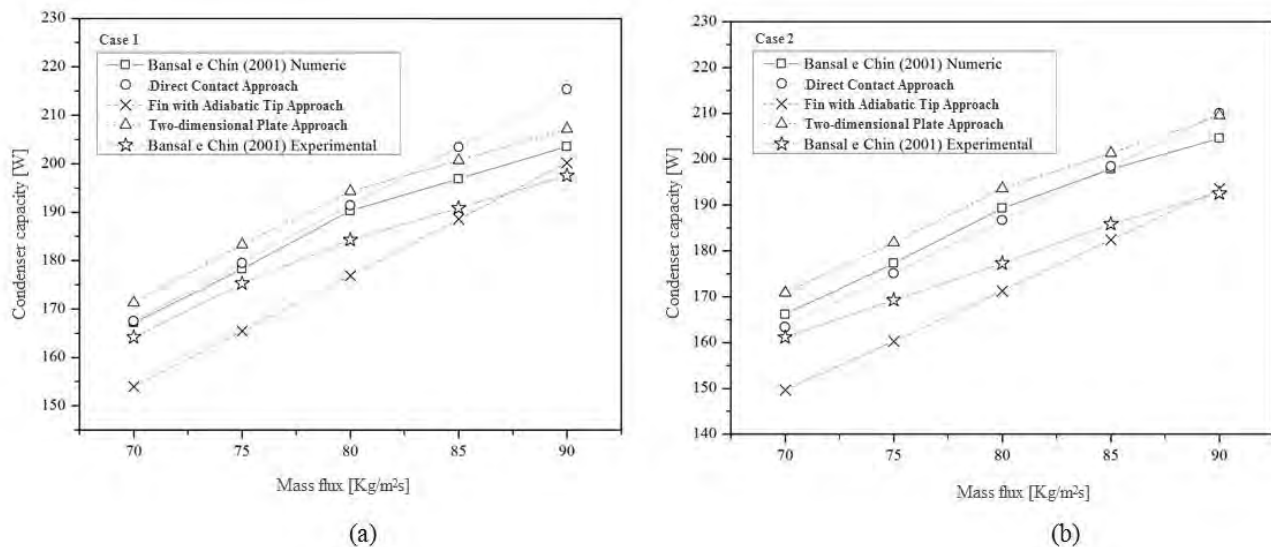 230
220
210
200
190
180
170
160
150
Condenser capacity [W]
Case 1
Bansal e Chin (2001) Numeric
Direct Contact Approach
Fin with Adiabatic Tip Approach
Two-dimensional Plate Approach
Bansal e Chin (2001) Experimental
70 75 80 85 90
Mass flux [Kg/m²s]
(a)
230
220
210
200
190
180
170
160
150
140
Condenser capacity [W]
Case 2
Bansal e Chin (2001) Numeric
Direct Contact Approach
Fin with Adiabatic Tip Approach
Two-dimensional Plate Approach
Bansal e Chin (2001) Experimental
70 75 80 85 90
Mass flux [Kg/m²s]
(b)